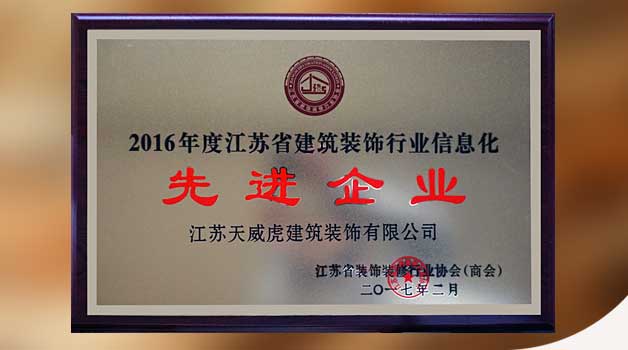 2016年度江苏省建筑装饰行业信息化
先进企业
江苏天威虎建筑装饰有限公司
江苏省装饰装修行业协会(商会)
二〇一七年二月